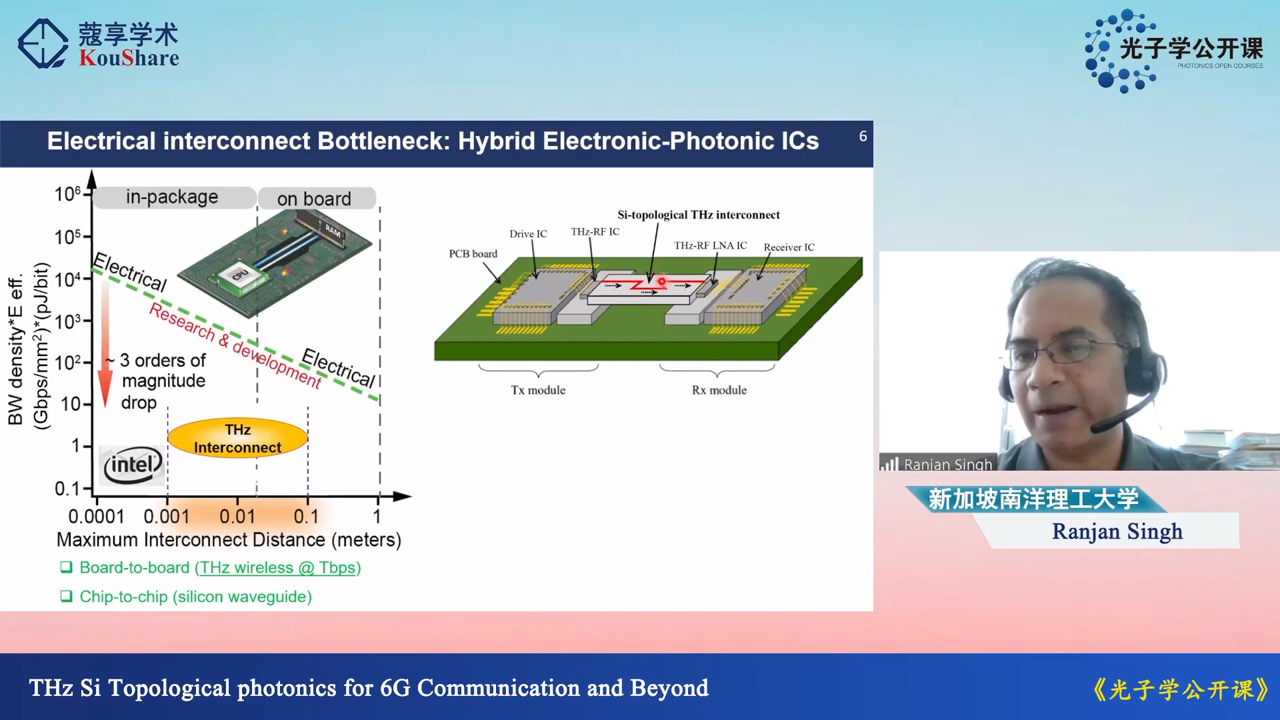 蔻享学术
KouShare
光子学公开课
PHOTONICS OPEN COURSES
Electrical interconnect Bottleneck: Hybrid Electronic-Photonic ICs
6
BW density*E eff.
(Gbps/mm²)*(pJ/bit)
10⁶
10⁵
10⁴
10³
10²
10
1
0.1
in-package
on board
RAM
Electrical
Research & development
Electrical
~ 3 orders of
magnitude
drop
THz
Interconnect
intel
0.0001
0.001
0.01
0.1
1
Maximum Interconnect Distance (meters)
Board-to-board (THz wireless @ Tbps)
Chip-to-chip (silicon waveguide)
Si-topological THz interconnect
PCB board
Drive IC
THz-RF IC
THz-RF LNA IC
Receiver IC
Tx module
Rx module
Ranjan Singh
新加坡南洋理工大学
Ranjan Singh
THz Si Topological photonics for 6G Communication and Beyond
《光子学公开课》